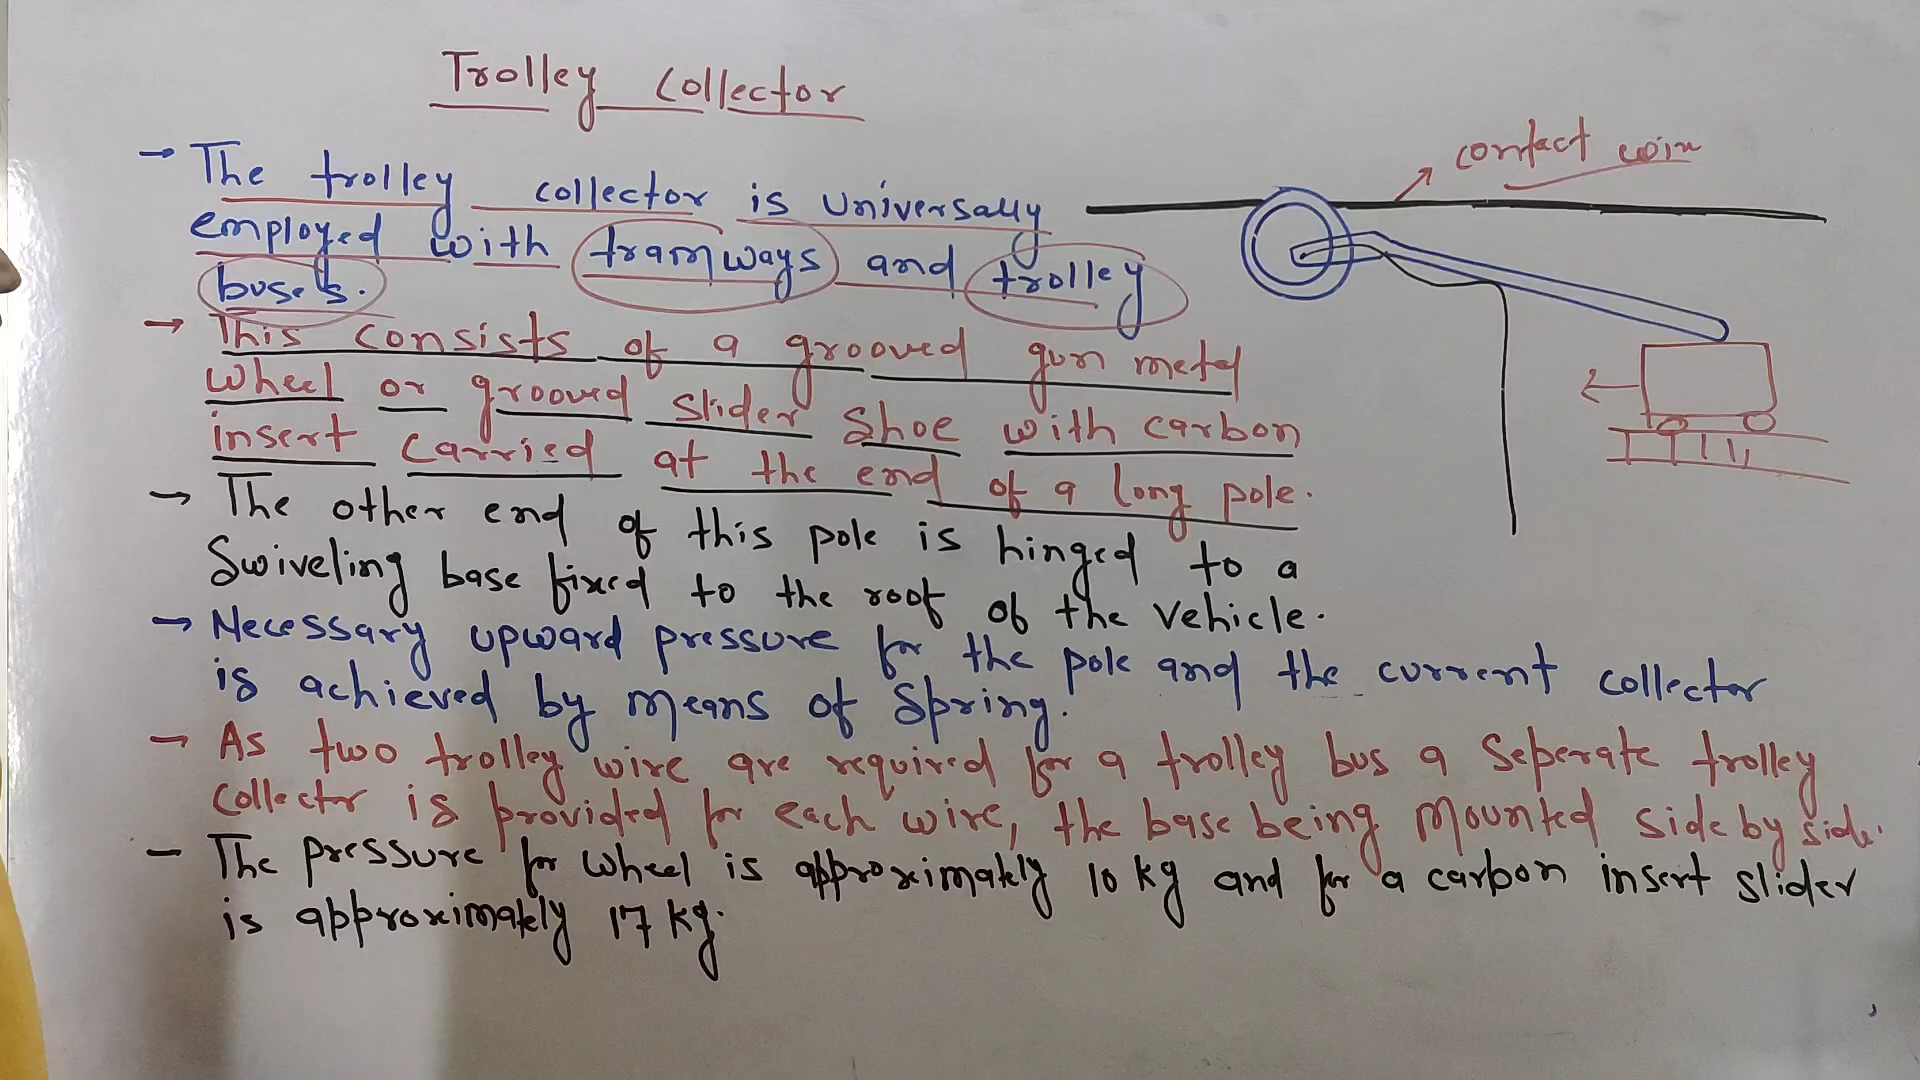 Trolley Collector
→ The trolley collector is Universally
employed with tramways and trolley
buses.
→ This consists of a grooved gun metal
wheel or grooved slider Shoe with carbon
insert carried at the end of a long pole.
→ The other end of this pole is hinged to a
Swiveling base fixed to the roof of the vehicle.
→ Necessary upward pressure for the pole and the current collector
is achieved by means of Spring.
→ As two trolley wire are required for a trolley bus a Seperate trolley
collector is provided for each wire, the base being mounted side by side.
- The pressure for wheel is approximately 10 kg and for a carbon insert slider
is approximately 17 kg.
contact wire